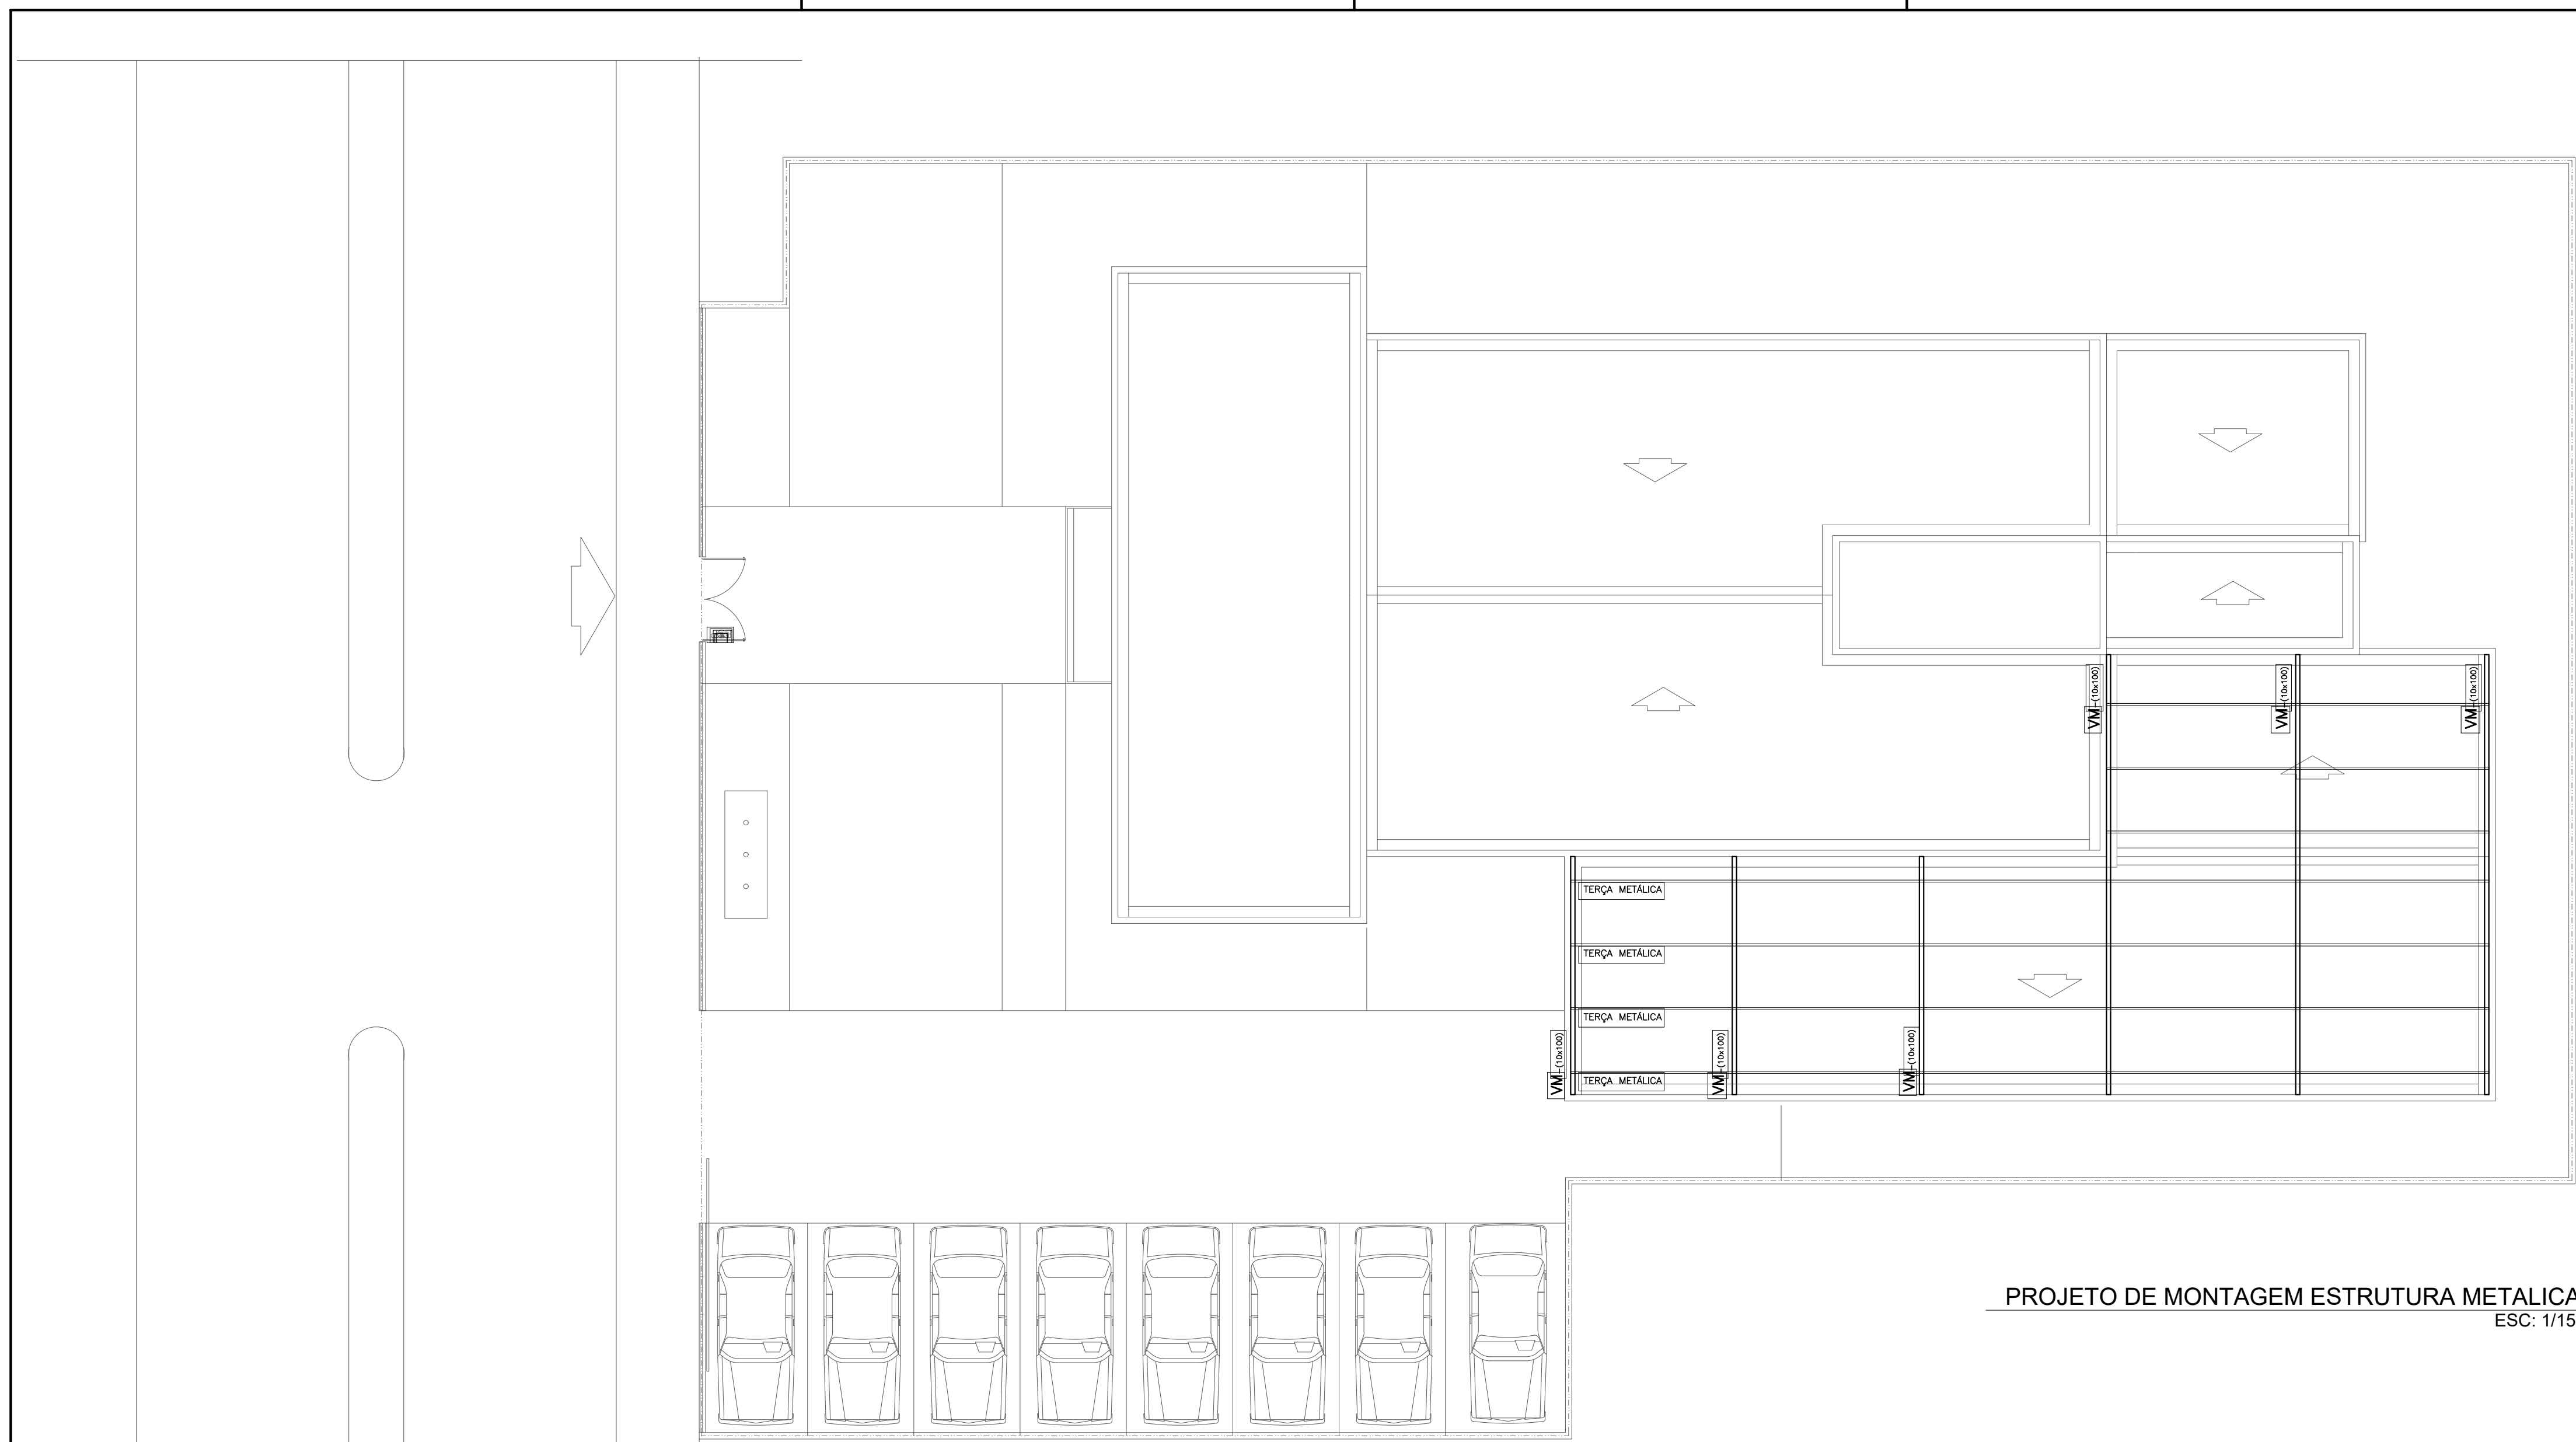 VM-(10x100)
VM-(10x100)
VM-(10x100)
TERÇA METÁLICA
TERÇA METÁLICA
TERÇA METÁLICA
TERÇA METÁLICA
VM-(10x100)
VM-(10x100)
VM-(10x100)
PROJETO DE MONTAGEM ESTRUTURA METALICA
ESC: 1/15